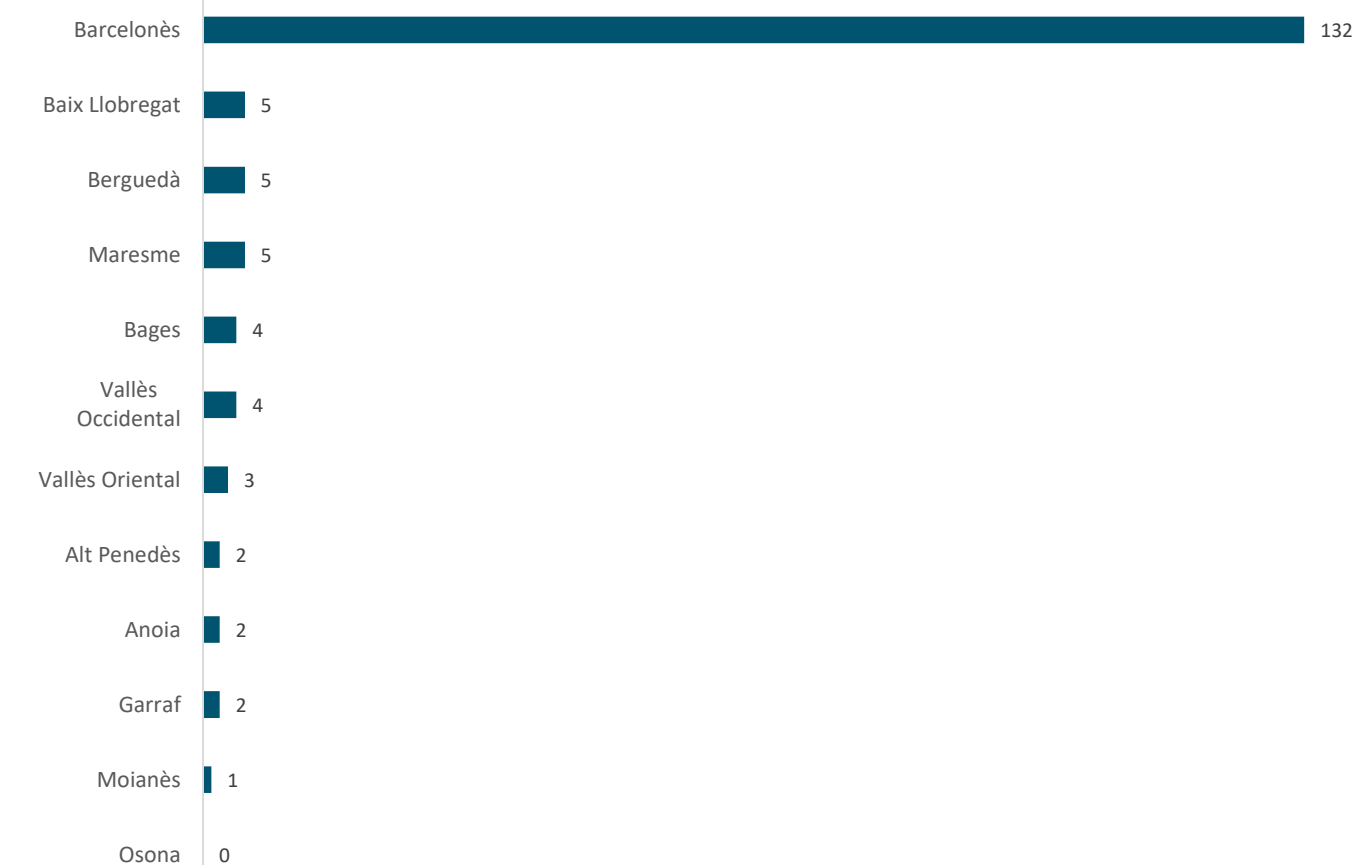 Barcelonès 132
Baix Llobregat 5
Berguedà 5
Maresme 5
Bages 4
Vallès
Occidental 4
Vallès Oriental 3
Alt Penedès 2
Anoia 2
Garraf 2
Moianès 1
Osona 0